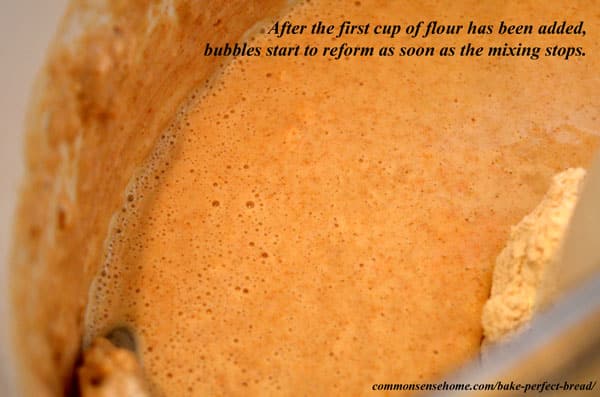 After the first cup of flour has been added,
bubbles start to reform as soon as the mixing stops.
commonsensehome.com/bake-perfect-bread/